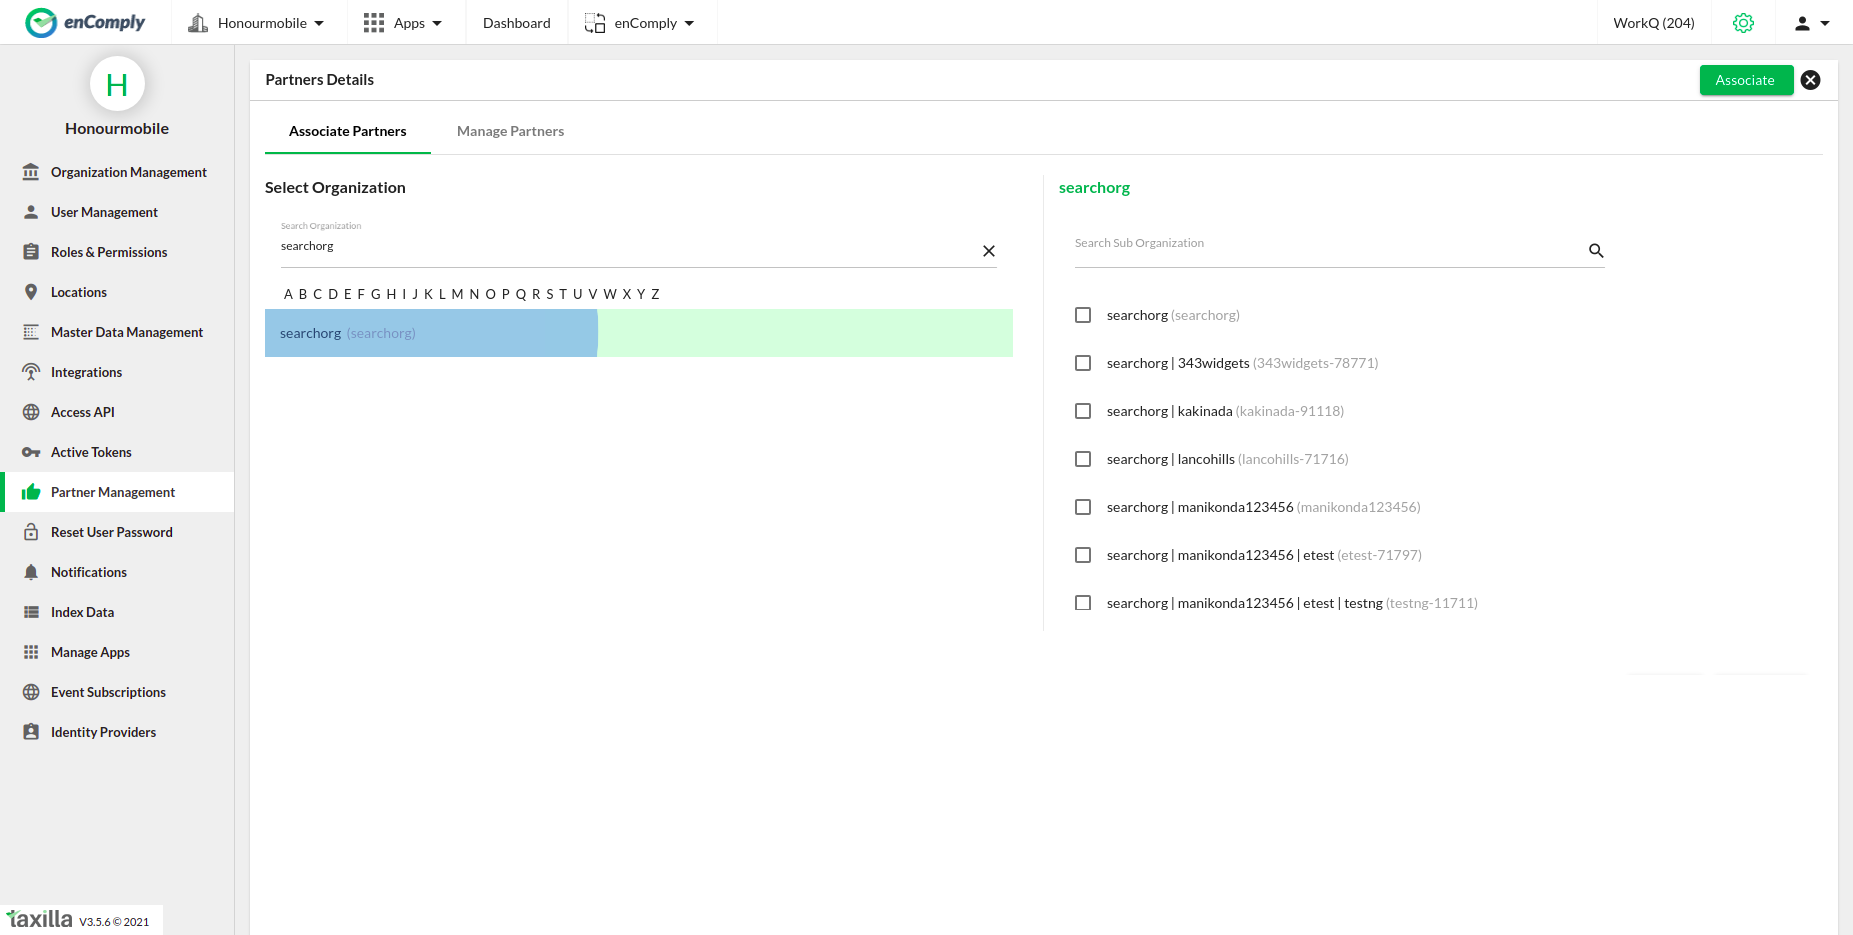 enComply
Honourmobile
Apps
Dashboard
enComply
WorkQ (204)
H
Honourmobile
Organization Management
User Management
Roles & Permissions
Locations
Master Data Management
Integrations
Access API
Active Tokens
Partner Management
Reset User Password
Notifications
Index Data
Manage Apps
Event Subscriptions
Identity Providers
taxilla V3.5.6 © 2021
Partners Details
Associate
Associate Partners
Manage Partners
Select Organization
Search Organization
searchorg
A B C D E F G H I J K L M N O P Q R S T U V W X Y Z
searchorg (searchorg)
searchorg
Search Sub Organization
searchorg (searchorg)
searchorg | 343widgets (343widgets-78771)
searchorg | kakinada (kakinada-91118)
searchorg | lancohills (lancohills-71716)
searchorg | manikonda123456 (manikonda123456)
searchorg | manikonda123456 | etest (etest-71797)
searchorg | manikonda123456 | etest | testng (testng-11711)